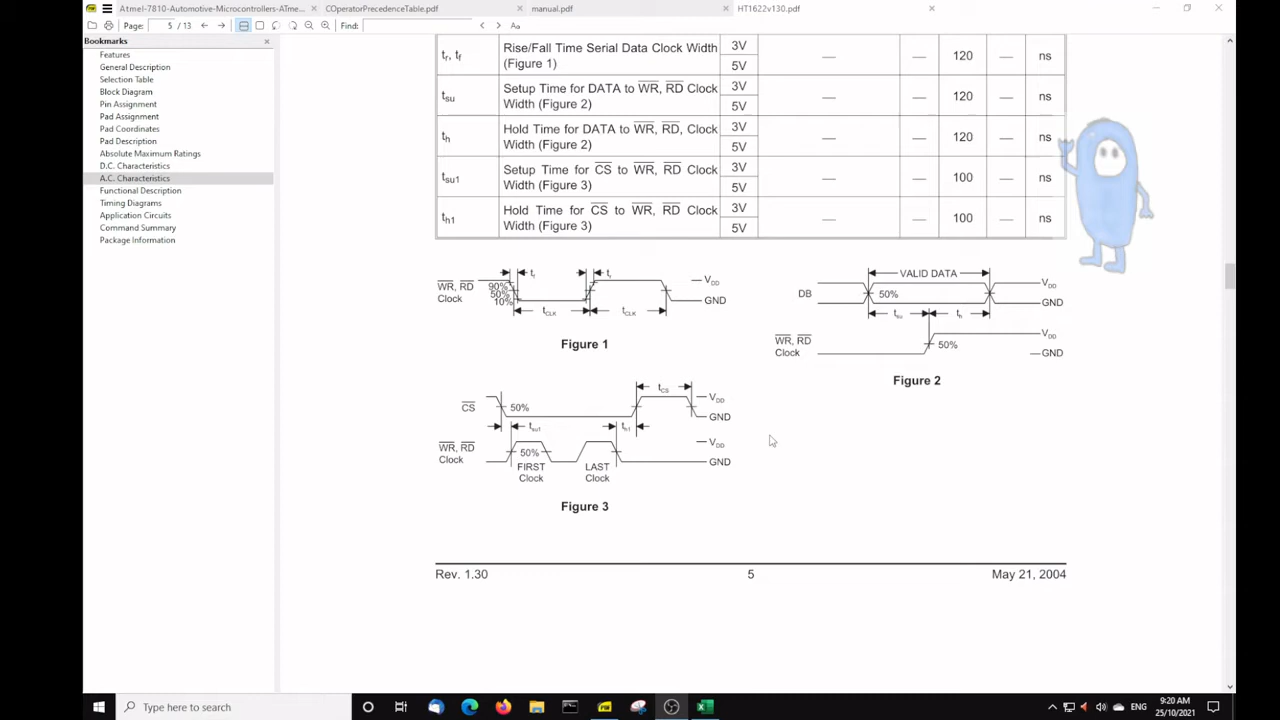 Atmel-7810-Automotive-Microcontrollers-ATme... COperatorPrecedenceTable.pdf manual.pdf HT1622v130.pdf
Page: 5 / 13 Find: Aa
Bookmarks
Features
General Description
Selection Table
Block Diagram
Pin Assignment
Pad Assignment
Pad Coordinates
Pad Description
Absolute Maximum Ratings
D.C. Characteristics
A.C. Characteristics
Functional Description
Timing Diagrams
Application Circuits
Command Summary
Package Information
tr, tf Rise/Fall Time Serial Data Clock Width (Figure 1) 3V 5V — — 120 — ns
tsu Setup Time for DATA to WR, RD Clock Width (Figure 2) 3V 5V — — 120 — ns
th Hold Time for DATA to WR, RD, Clock Width (Figure 2) 3V 5V — — 120 — ns
tsu1 Setup Time for CS to WR, RD Clock Width (Figure 3) 3V 5V — — 100 — ns
th1 Hold Time for CS to WR, RD Clock Width (Figure 3) 3V 5V — — 100 — ns
WR, RD Clock
90%
50%
10%
tf tr
VDD
GND
tCLK tCLK
Figure 1
VALID DATA
DB 50%
VDD
GND
tsu th
WR, RD Clock
50%
VDD
GND
Figure 2
tCS
CS 50%
VDD
GND
tsu1 th1
WR, RD Clock
50%
VDD
GND
FIRST Clock
LAST Clock
Figure 3
Rev. 1.30 5 May 21, 2004
Type here to search
ENG
9:20 AM
25/10/2021